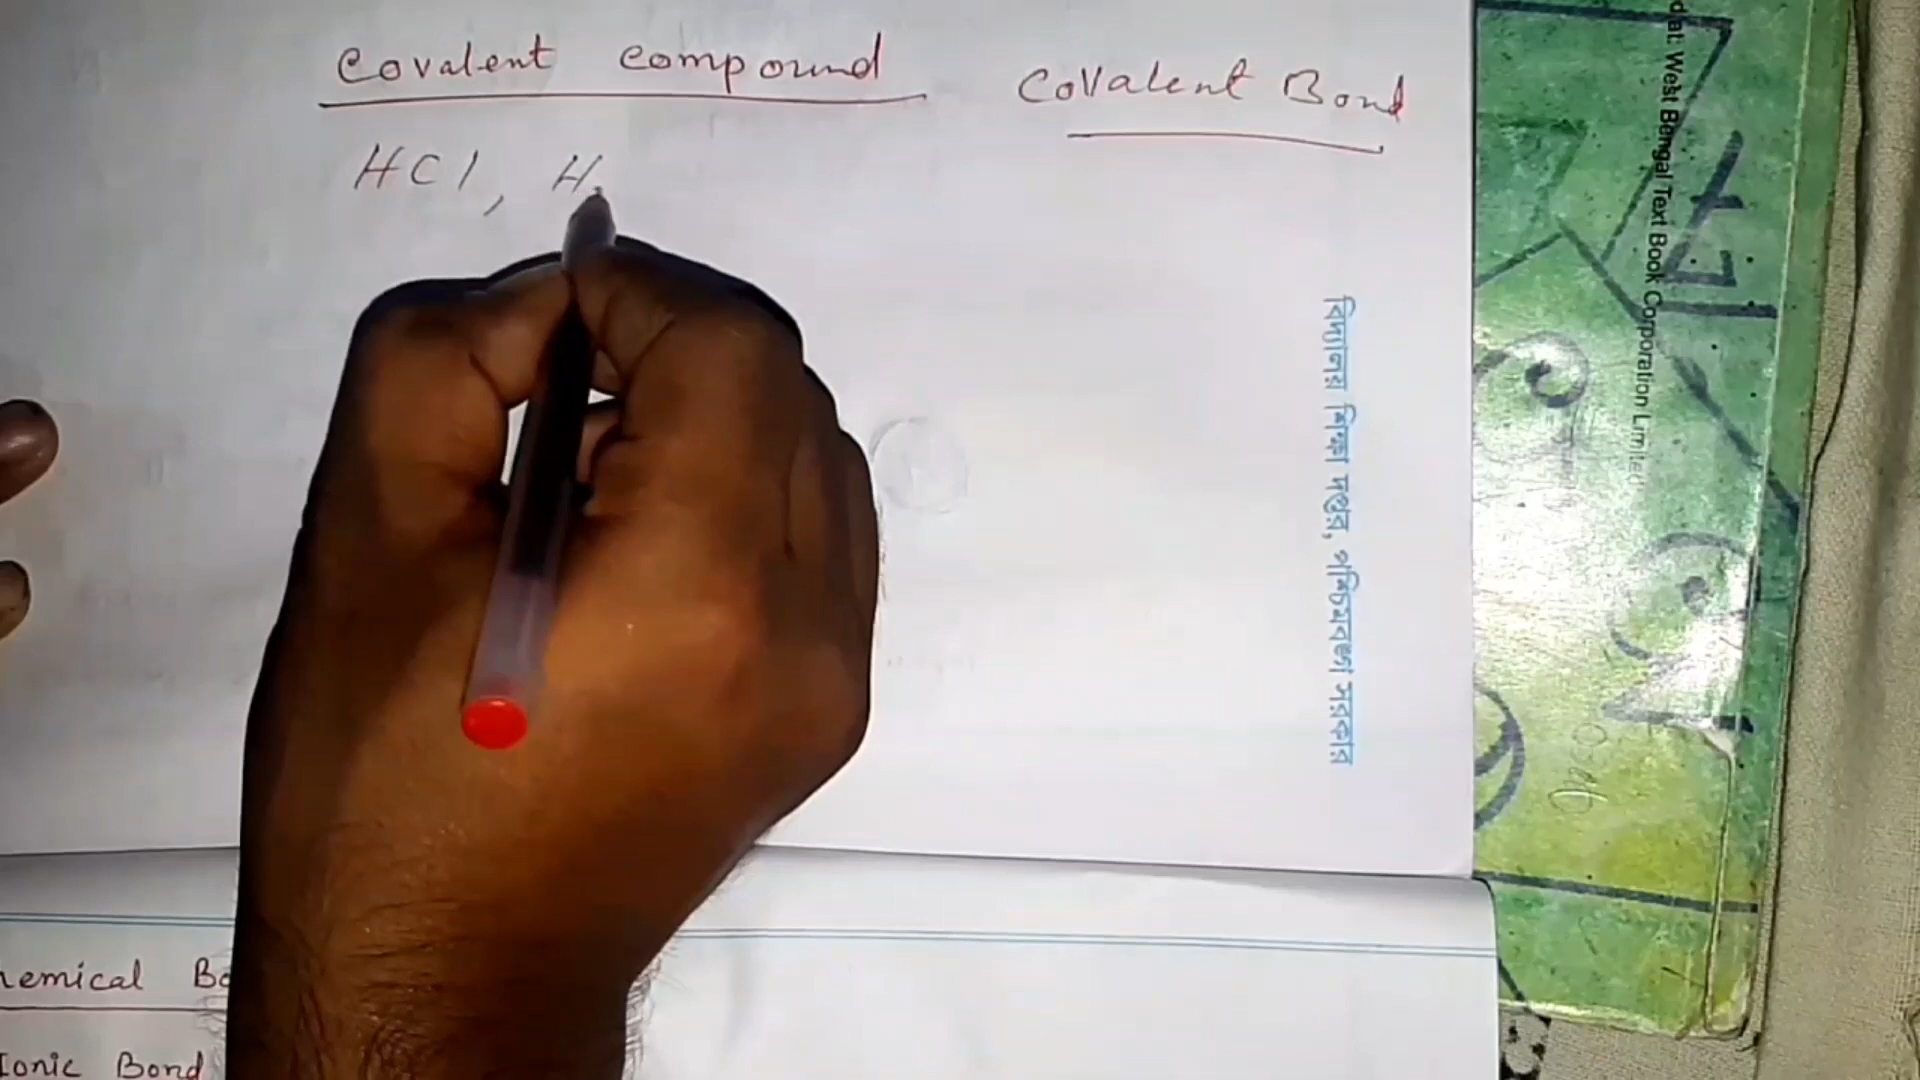 Covalent compound
Covalent Bond
HCl, H
বিদ্যালয় শিক্ষা দপ্তর, পশ্চিমবঙ্গ সরকার
dat: West Bengal Text Book Corporation Limited
hemical Bo
Ionic Bond